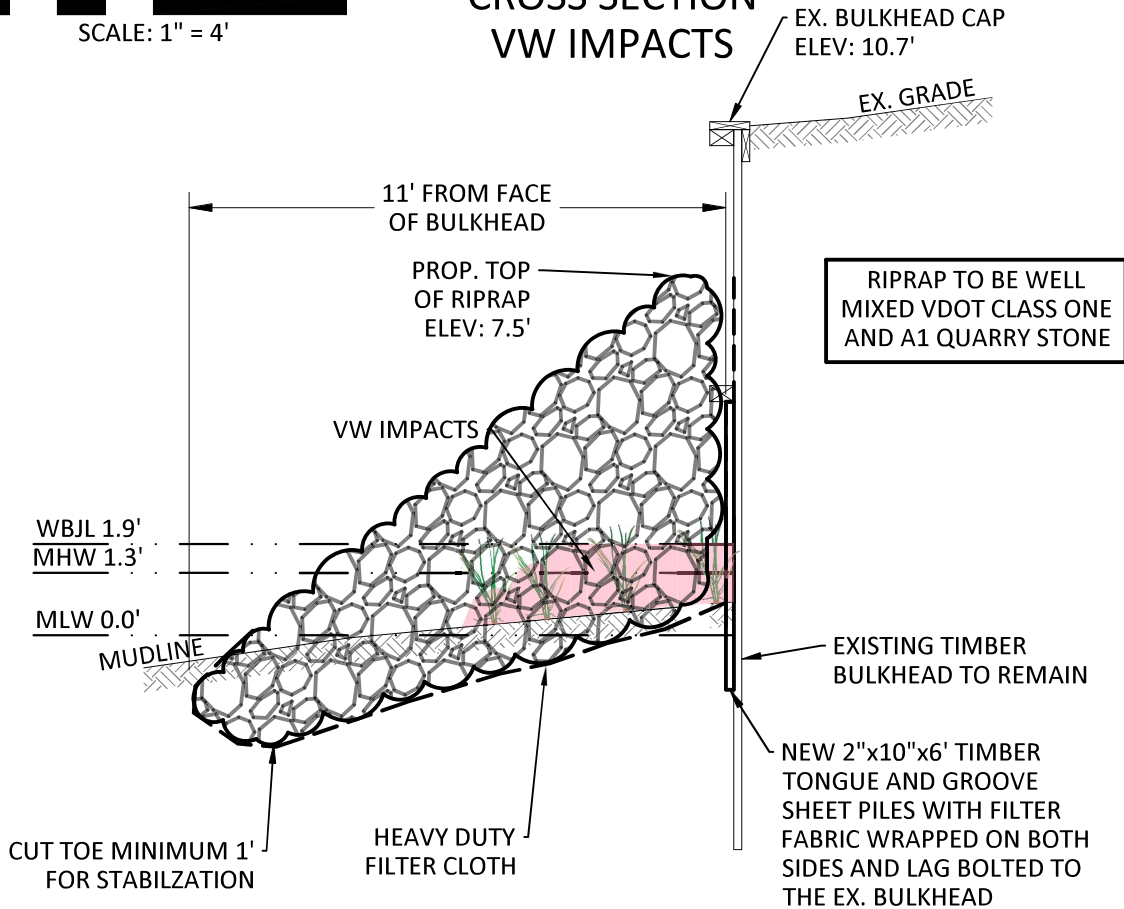 CROSS SECTION
VW IMPACTS
SCALE: 1" = 4'
EX. BULKHEAD CAP
ELEV: 10.7'
EX. GRADE
11' FROM FACE
OF BULKHEAD
PROP. TOP
OF RIPRAP
ELEV: 7.5'
RIPRAP TO BE WELL
MIXED VDOT CLASS ONE
AND A1 QUARRY STONE
VW IMPACTS
WBJL 1.9'
MHW 1.3'
MLW 0.0'
MUDLINE
EXISTING TIMBER
BULKHEAD TO REMAIN
NEW 2"x10"x6' TIMBER
TONGUE AND GROOVE
SHEET PILES WITH FILTER
FABRIC WRAPPED ON BOTH
SIDES AND LAG BOLTED TO
THE EX. BULKHEAD
HEAVY DUTY
FILTER CLOTH
CUT TOE MINIMUM 1'
FOR STABILZATION